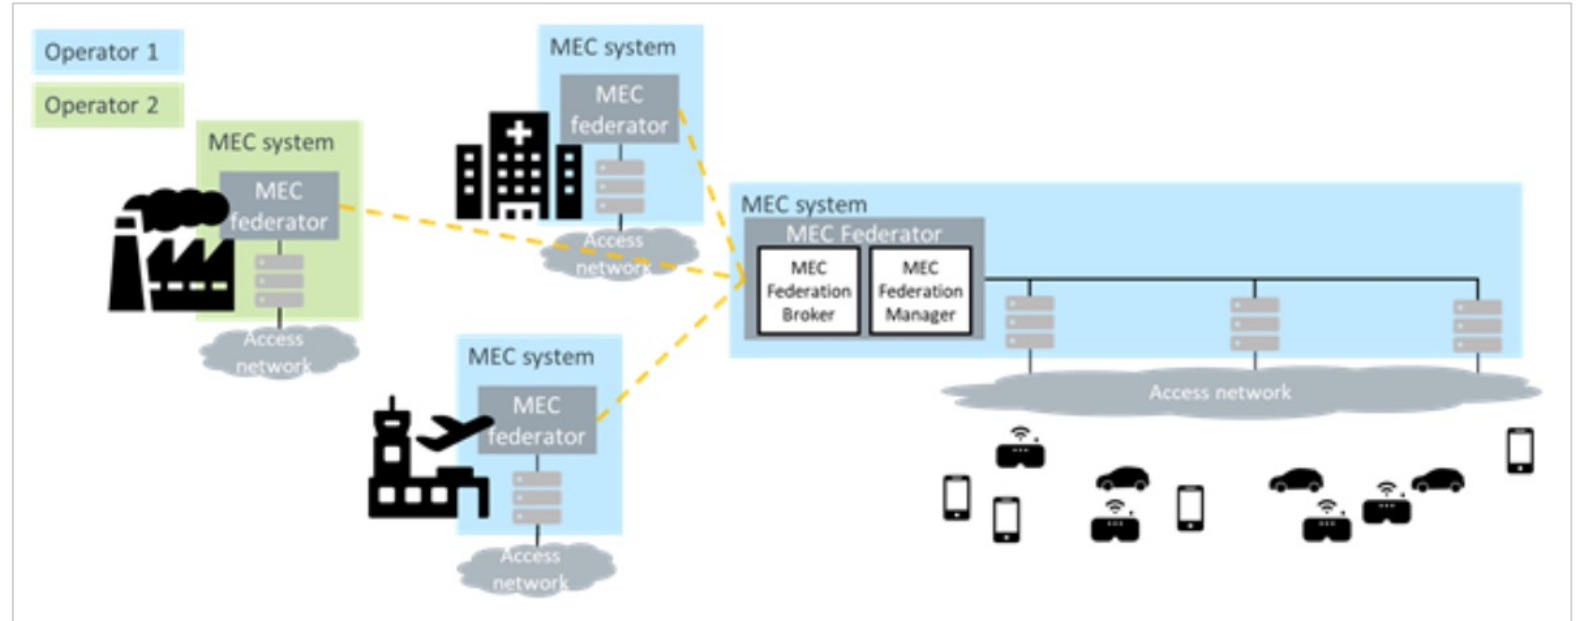 Operator 1
Operator 2
MEC system
MEC
federator
Access
network
MEC system
MEC
federator
Access
network
MEC system
MEC
federator
Access
network
MEC system
MEC Federator
MEC
Federation
Broker
MEC
Federation
Manager
Access network